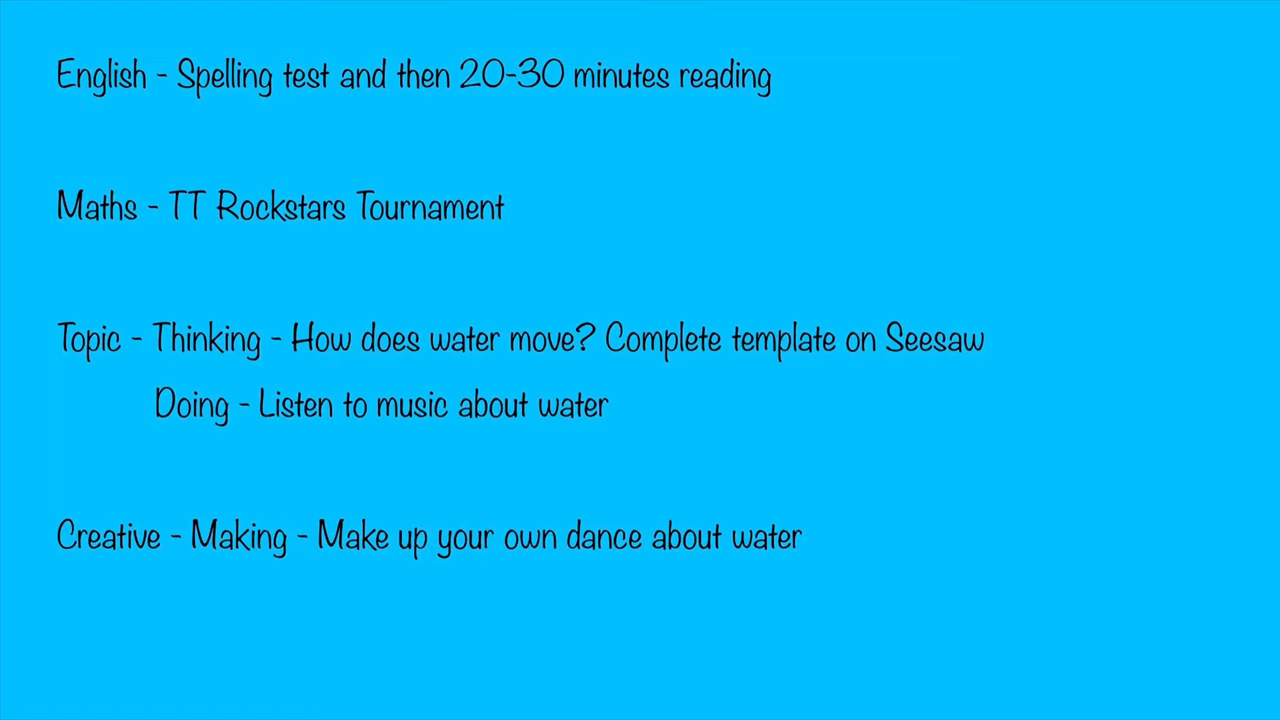 English - Spelling test and then 20-30 minutes reading
Maths - TT Rockstars Tournament
Topic - Thinking - How does water move? Complete template on Seesaw
Doing - Listen to music about water
Creative - Making - Make up your own dance about water